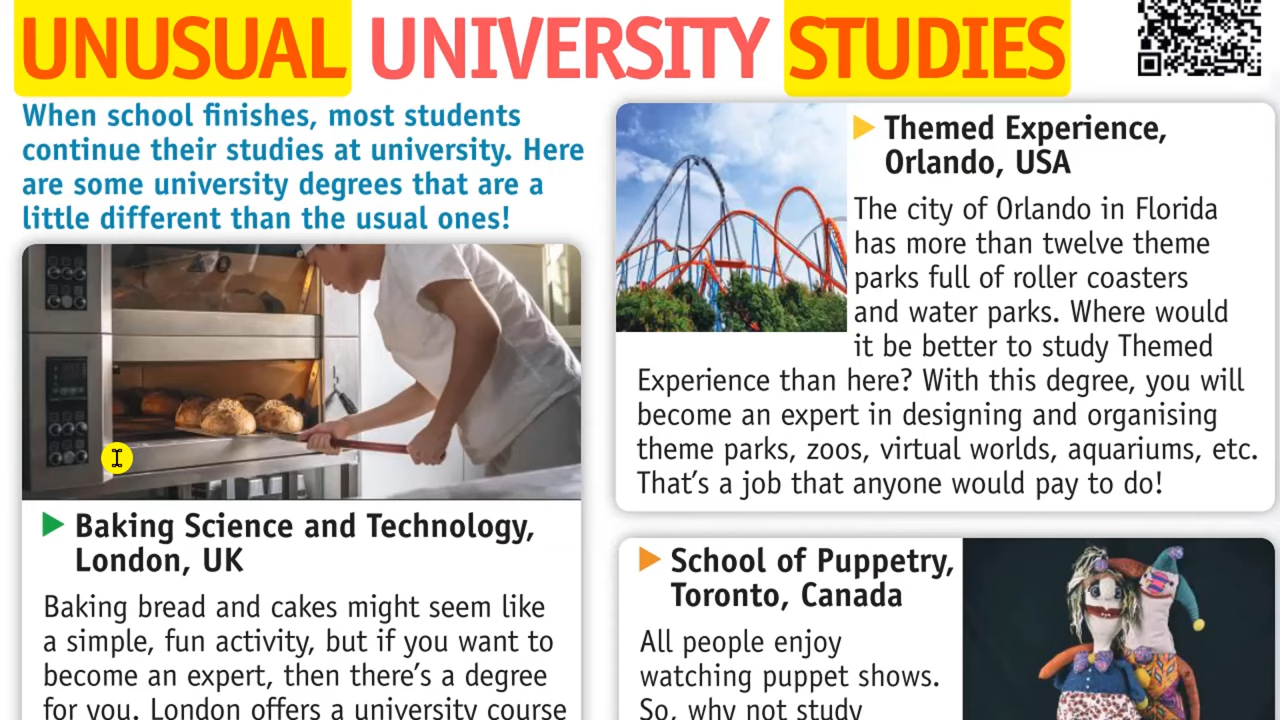 UNUSUAL UNIVERSITY STUDIES
When school finishes, most students
continue their studies at university. Here
are some university degrees that are a
little different than the usual ones!
Baking Science and Technology,
London, UK
Baking bread and cakes might seem like
a simple, fun activity, but if you want to
become an expert, then there's a degree
for you. London offers a university course
Themed Experience,
Orlando, USA
The city of Orlando in Florida
has more than twelve theme
parks full of roller coasters
and water parks. Where would
it be better to study Themed
Experience than here? With this degree, you will
become an expert in designing and organising
theme parks, zoos, virtual worlds, aquariums, etc.
That's a job that anyone would pay to do!
School of Puppetry,
Toronto, Canada
All people enjoy
watching puppet shows.
So, why not study